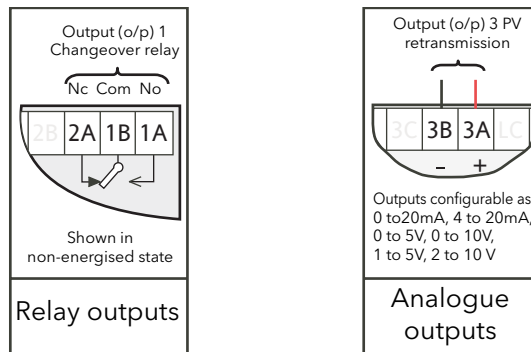 Output (o/p) 1
Changeover relay
Nc Com No
2B 2A 1B 1A
Shown in
non-energised state
Relay outputs
Output (o/p) 3 PV
retransmission
3C 3B 3A LC
– +
Outputs configurable as
0 to20mA, 4 to 20mA,
0 to 5V, 0 to 10V,
1 to 5V, 2 to 10 V
Analogue
outputs